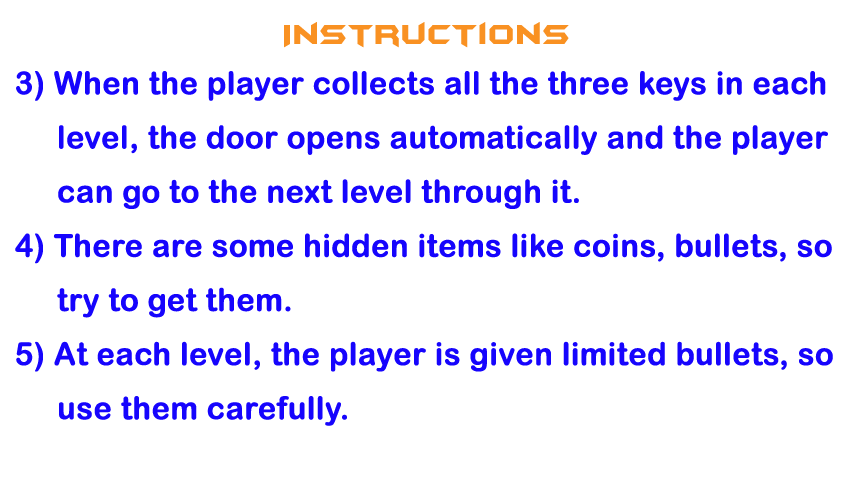 INSTRUCTIONS
3) When the player collects all the three keys in each
level, the door opens automatically and the player
can go to the next level through it.
4) There are some hidden items like coins, bullets, so
try to get them.
5) At each level, the player is given limited bullets, so
use them carefully.